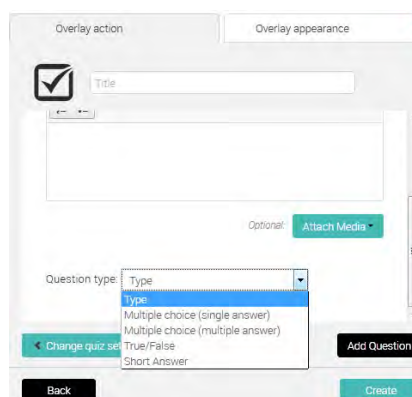 Overlay action
Overlay appearance
Title
Optional:
Attach Media
Question type:
Type
Type
Multiple choice (single answer)
Multiple choice (multiple answer)
True/False
Short Answer
Change quiz set
Add Question
Back
Create